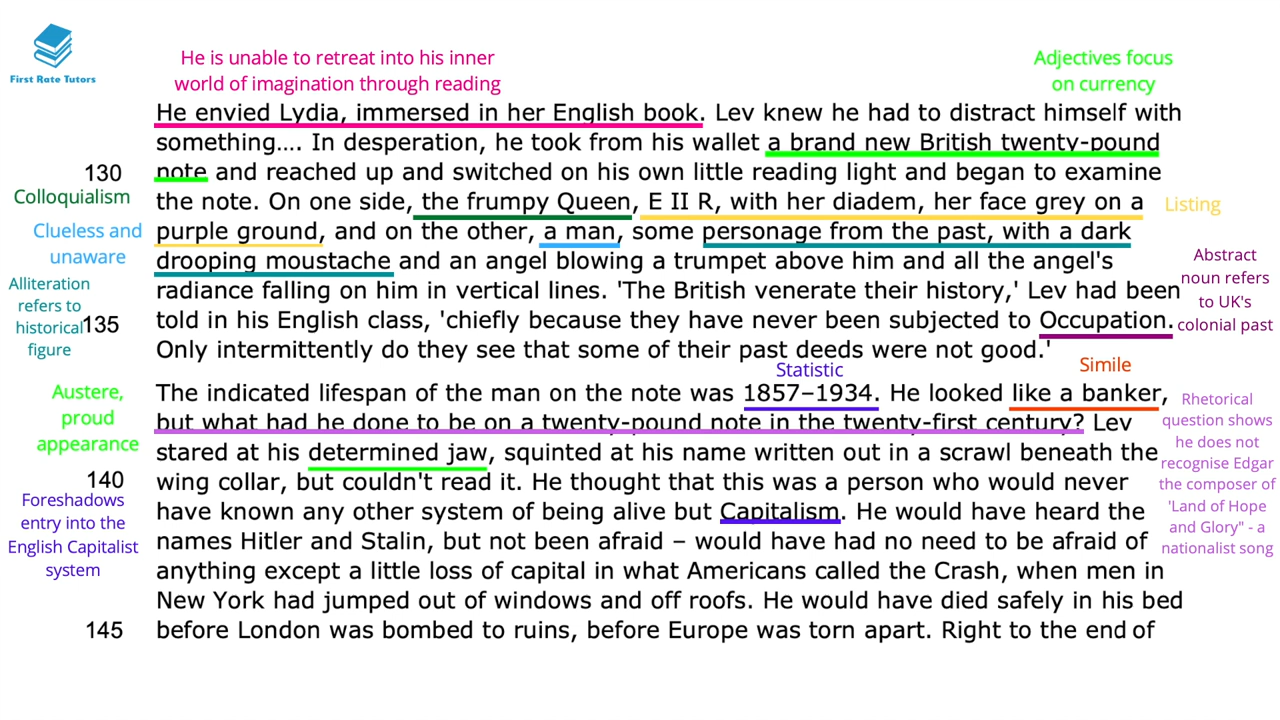 First Rate Tutors
He is unable to retreat into his inner
world of imagination through reading
Adjectives focus
on currency
He envied Lydia, immersed in her English book. Lev knew he had to distract himself with
something.... In desperation, he took from his wallet a brand new British twenty-pound
130 note and reached up and switched on his own little reading light and began to examine
Colloquialism
the note. On one side, the frumpy Queen, E II R, with her diadem, her face grey on a
Listing
Clueless and
unaware
purple ground, and on the other, a man, some personage from the past, with a dark
drooping moustache and an angel blowing a trumpet above him and all the angel's
Abstract
noun refers
to UK's
colonial past
Alliteration
refers to
historical
figure
radiance falling on him in vertical lines. 'The British venerate their history,' Lev had been
135 told in his English class, 'chiefly because they have never been subjected to Occupation.
Only intermittently do they see that some of their past deeds were not good.'
Statistic
Simile
The indicated lifespan of the man on the note was 1857–1934. He looked like a banker,
Austere,
proud
appearance
but what had he done to be on a twenty-pound note in the twenty-first century? Lev
Rhetorical
question shows
he does not
recognise Edgar
the composer of
'Land of Hope
and Glory" - a
nationalist song
stared at his determined jaw, squinted at his name written out in a scrawl beneath the
140 wing collar, but couldn't read it. He thought that this was a person who would never
Foreshadows
entry into the
English Capitalist
system
have known any other system of being alive but Capitalism. He would have heard the
names Hitler and Stalin, but not been afraid – would have had no need to be afraid of
anything except a little loss of capital in what Americans called the Crash, when men in
New York had jumped out of windows and off roofs. He would have died safely in his bed
145 before London was bombed to ruins, before Europe was torn apart. Right to the end of